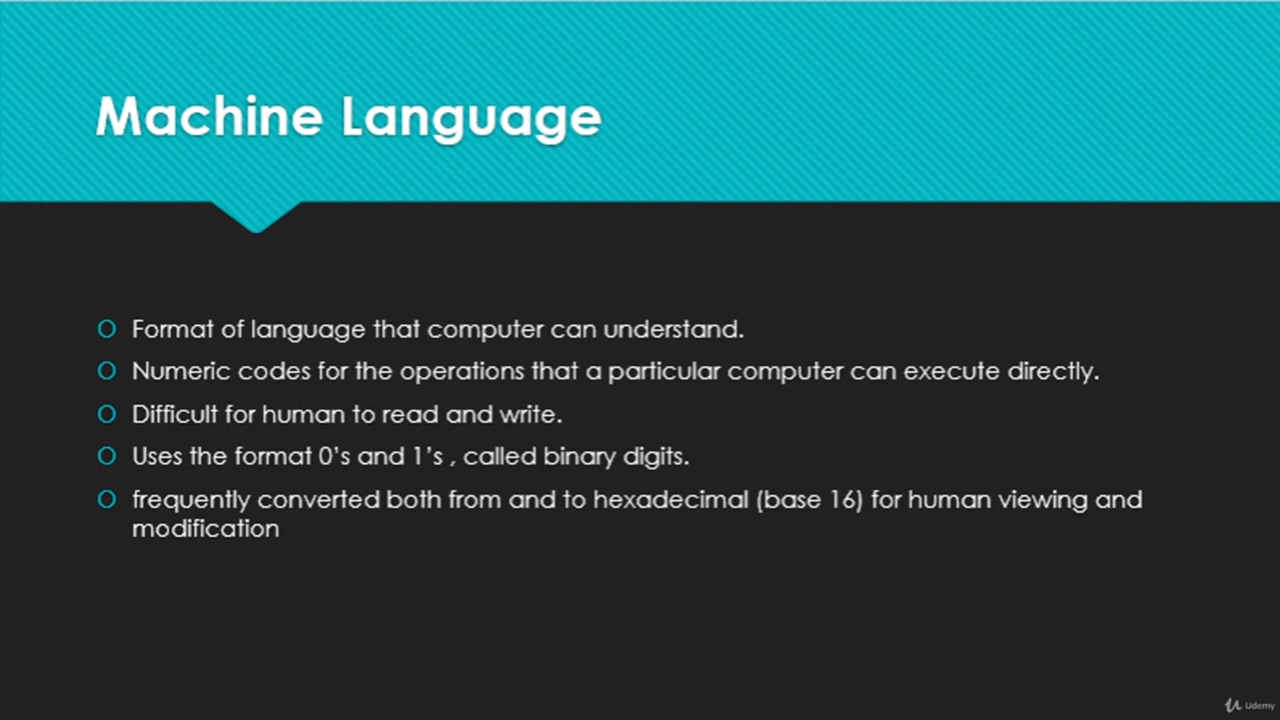 Machine Language
Format of language that computer can understand.
Numeric codes for the operations that a particular computer can execute directly.
Difficult for human to read and write.
Uses the format 0's and 1's , called binary digits.
frequently converted both from and to hexadecimal (base 16) for human viewing and
modification
Udemy